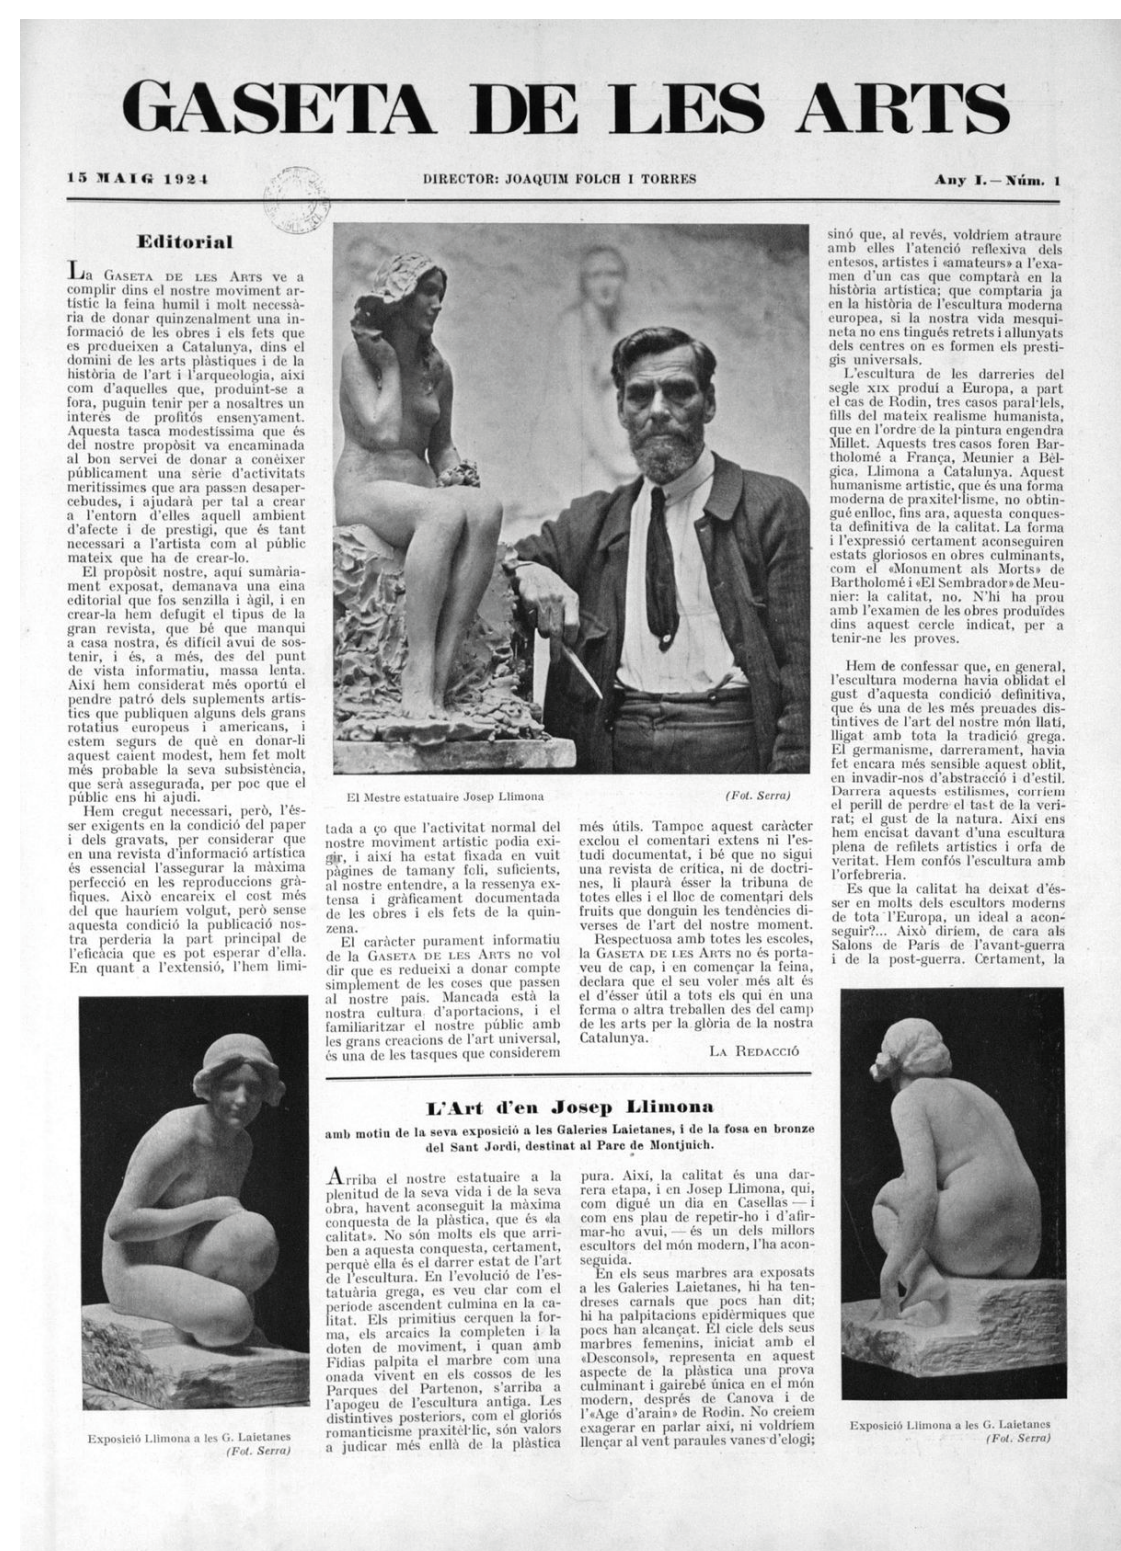 GASETA DE LES ARTS
15 MAIG 1924
DIRECTOR: JOAQUIM FOLCH I TORRES
Any I.—Núm. 1
Editorial
La GASETA DE LES ARTS ve a
complir dins el nostre moviment ar-
tístic la feina humil i molt necessà-
ria de donar quinzenalment una in-
formació de les obres i els fets que
es produeixen a Catalunya, dins el
domini de les arts plàstiques i de la
història de l'art i l'arqueologia, així
com d'aquelles que, produint-se a
fora, puguin tenir per a nosaltres un
interès de profitós ensenyament.
Aquesta tasca modestíssima que és
del nostre propòsit va encaminada
al bon servei de donar a conèixer
públicament una sèrie d'activitats
meritíssimes que ara passen desaper-
cebudes, i ajudarà per tal a crear
a l'entorn d'elles aquell ambient
d'afecte i de prestigi, que és tant
necessari a l'artista com al públic
mateix que ha de crear-lo.
El propòsit nostre, aquí sumària-
ment exposat, demanava una eina
editorial que fos senzilla i àgil, i en
crear-la hem defugit el tipus de la
gran revista, que bé que manqui
a casa nostra, és difícil avui de sos-
tenir, i és, a més, des del punt
de vista informatiu, massa lenta.
Així hem considerat més oportú el
pendre patró dels suplements artís-
tics que publiquen alguns dels grans
rotatius europeus i americans, i
estem segurs de què en donar-li
aquest caient modest, hem fet molt
més probable la seva subsistència,
que serà assegurada, per poc que el
públic ens hi ajudi.
Hem cregut necessari, però, l'és-
ser exigents en la condició del paper
i dels gravats, per considerar que
en una revista d'informació artística
és essencial l'assegurar la màxima
perfecció en les reproduccions grà-
fiques. Això encareix el cost més
del que hauríem volgut, però sense
aquesta condició la publicació nos-
tra perderia la part principal de
l'eficàcia que es pot esperar d'ella.
En quant a l'extensió, l'hem limi-
El Mestre estatuaire Josep Llimona
(Fot. Serra)
tada a ço que l'activitat normal del
nostre moviment artístic podia exi-
gir, i així ha estat fixada en vuit
pàgines de tamany foli, suficients,
al nostre entendre, a la ressenya ex-
tensa i gràficament documentada
de les obres i els fets de la quin-
zena.
El caràcter purament informatiu
de la GASETA DE LES ARTS no vol
dir que es redueixi a donar compte
simplement de les coses que passen
al nostre país. Mancada està la
nostra cultura d'aportacions, i el
familiaritzar el nostre públic amb
les grans creacions de l'art universal,
és una de les tasques que considerem
més útils. Tampoc aquest caràcter
exclou el comentari extens ni l'es-
tudi documentat, i bé que no sigui
una revista de crítica, ni de doctri-
nes, li plaurà ésser la tribuna de
totes elles i el lloc de comentari dels
fruits que donguin les tendències di-
verses de l'art del nostre moment.
Respectuosa amb totes les escoles,
la GASETA DE LES ARTS no és porta-
veu de cap, i en començar la feina,
declara que el seu voler més alt és
el d'ésser útil a tots els qui en una
forma o altra treballen des del camp
de les arts per la glòria de la nostra
Catalunya.
LA REDACCIÓ
L'Art d'en Josep Llimona
amb motiu de la seva exposició a les Galeries Laietanes, i de la fosa en bronze
del Sant Jordi, destinat al Parc de Montjuich.
Arriba el nostre estatuaire a la
plenitud de la seva vida i de la seva
obra, havent aconseguit la màxima
conquesta de la plàstica, que és «la
calitat». No són molts els que arri-
ben a aquesta conquesta, certament,
perquè ella és el darrer estat de l'art
de l'escultura. En l'evolució de l'es-
tatuària grega, es veu clar com el
període ascendent culmina en la ca-
litat. Els primitius cerquen la for-
ma, els arcaics la completen i la
doten de moviment, i quan amb
Fidias palpita el marbre com una
onada vivent en els cossos de les
Parques del Partenon, s'arriba a
l'apogeu de l'escultura antiga. Les
distintives posteriors, com el gloriós
romanticisme praxitèl·lic, són valors
a judicar més enllà de la plàstica
pura. Així, la calitat és una dar-
rera etapa, i en Josep Llimona, qui,
com digué un dia en Casellas — i
com ens plau de repetir-ho i d'afir-
mar-ho avui, — és un dels millors
escultors del món modern, l'ha acon-
seguida.
En els seus marbres ara exposats
a les Galeries Laietanes, hi ha ten-
dreses carnals que pocs han dit;
hi ha palpitacions epidèrmiques que
pocs han alcançat. El cicle dels seus
marbres femenins, iniciat amb el
«Desconsol», representa en aquest
aspecte de la plàstica una prova
culminant i gairebé única en el món
modern, després de Canova i de
l'«Age d'arain» de Rodin. No creiem
exagerar en parlar així, ni voldríem
llençar al vent paraules vanes d'elogi;
sinó que, al revés, voldríem atraure
amb elles l'atenció reflexiva dels
entesos, artistes i «amateurs» a l'exa-
men d'un cas que comptarà en la
història artística; que comptaria ja
en la història de l'escultura moderna
europea, si la nostra vida mesqui-
neta no ens tingués retrets i allunyats
dels centres on es formen els presti-
gis universals.
L'escultura de les darreries del
segle XIX produí a Europa, a part
el cas de Rodin, tres casos paral·lels,
fills del mateix realisme humanista,
que en l'ordre de la pintura engendra
Millet. Aquests tres casos foren Bar-
tholomé a França, Meunier a Bèl-
gica, Llimona a Catalunya. Aquest
humanisme artístic, que és una forma
moderna de praxitel·lisme, no obtin-
gué enlloc, fins ara, aquesta conques-
ta definitiva de la calitat. La forma
i l'expressió certament aconseguiren
estats gloriosos en obres culminants,
com el «Monument als Morts» de
Bartholomé i «El Sembrador» de Meu-
nier: la calitat, no. N'hi ha prou
amb l'examen de les obres produïdes
dins aquest cercle indicat, per a
tenir-ne les proves.
Hem de confessar que, en general,
l'escultura moderna havia oblidat el
gust d'aquesta condició definitiva,
que és una de les més preuades dis-
tintives de l'art del nostre món llatí,
lligat amb tota la tradició grega.
El germanisme, darrerament, havia
fet encara més sensible aquest oblit,
en invadir-nos d'abstracció i d'estil.
Darrera aquests estilismes, corríem
el perill de perdre el tast de la veri-
rat; el gust de la natura. Així ens
hem encisat davant d'una escultura
plena de refilets artístics i orfa de
veritat. Hem confós l'escultura amb
l'orfebreria.
Es que la calitat ha deixat d'és-
ser en molts dels escultors moderns
de tota l'Europa, un ideal a acon-
seguir?... Això diríem, de cara als
Salons de París de l'avant-guerra
i de la post-guerra. Certament, la
Exposició Llimona a les G. Laietanes
(Fot. Serra)
Exposició Llimona a les G. Laietanes
(Fot. Serra)